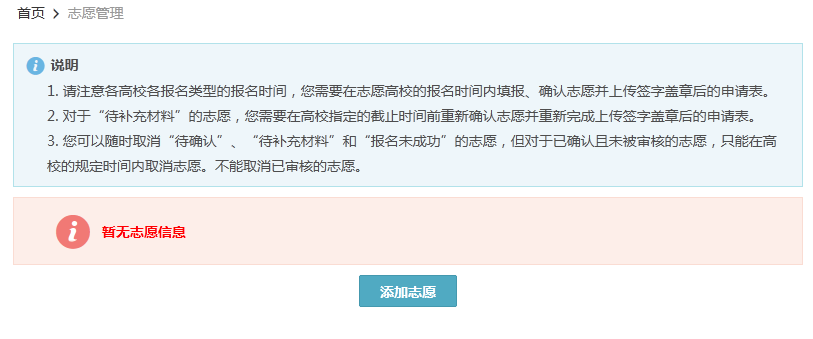 首页 > 志愿管理
说明
1. 请注意各高校各报名类型的报名时间，您需要在志愿高校的报名时间内填报、确认志愿并上传签字盖章后的申请表。
2. 对于“待补充材料”的志愿，您需要在高校指定的截止时间前重新确认志愿并重新完成上传签字盖章后的申请表。
3. 您可以随时取消“待确认”、“待补充材料”和“报名未成功”的志愿，但对于已确认且未被审核的志愿，只能在高
校的规定时间内取消志愿。不能取消已审核的志愿。
暂无志愿信息
添加志愿